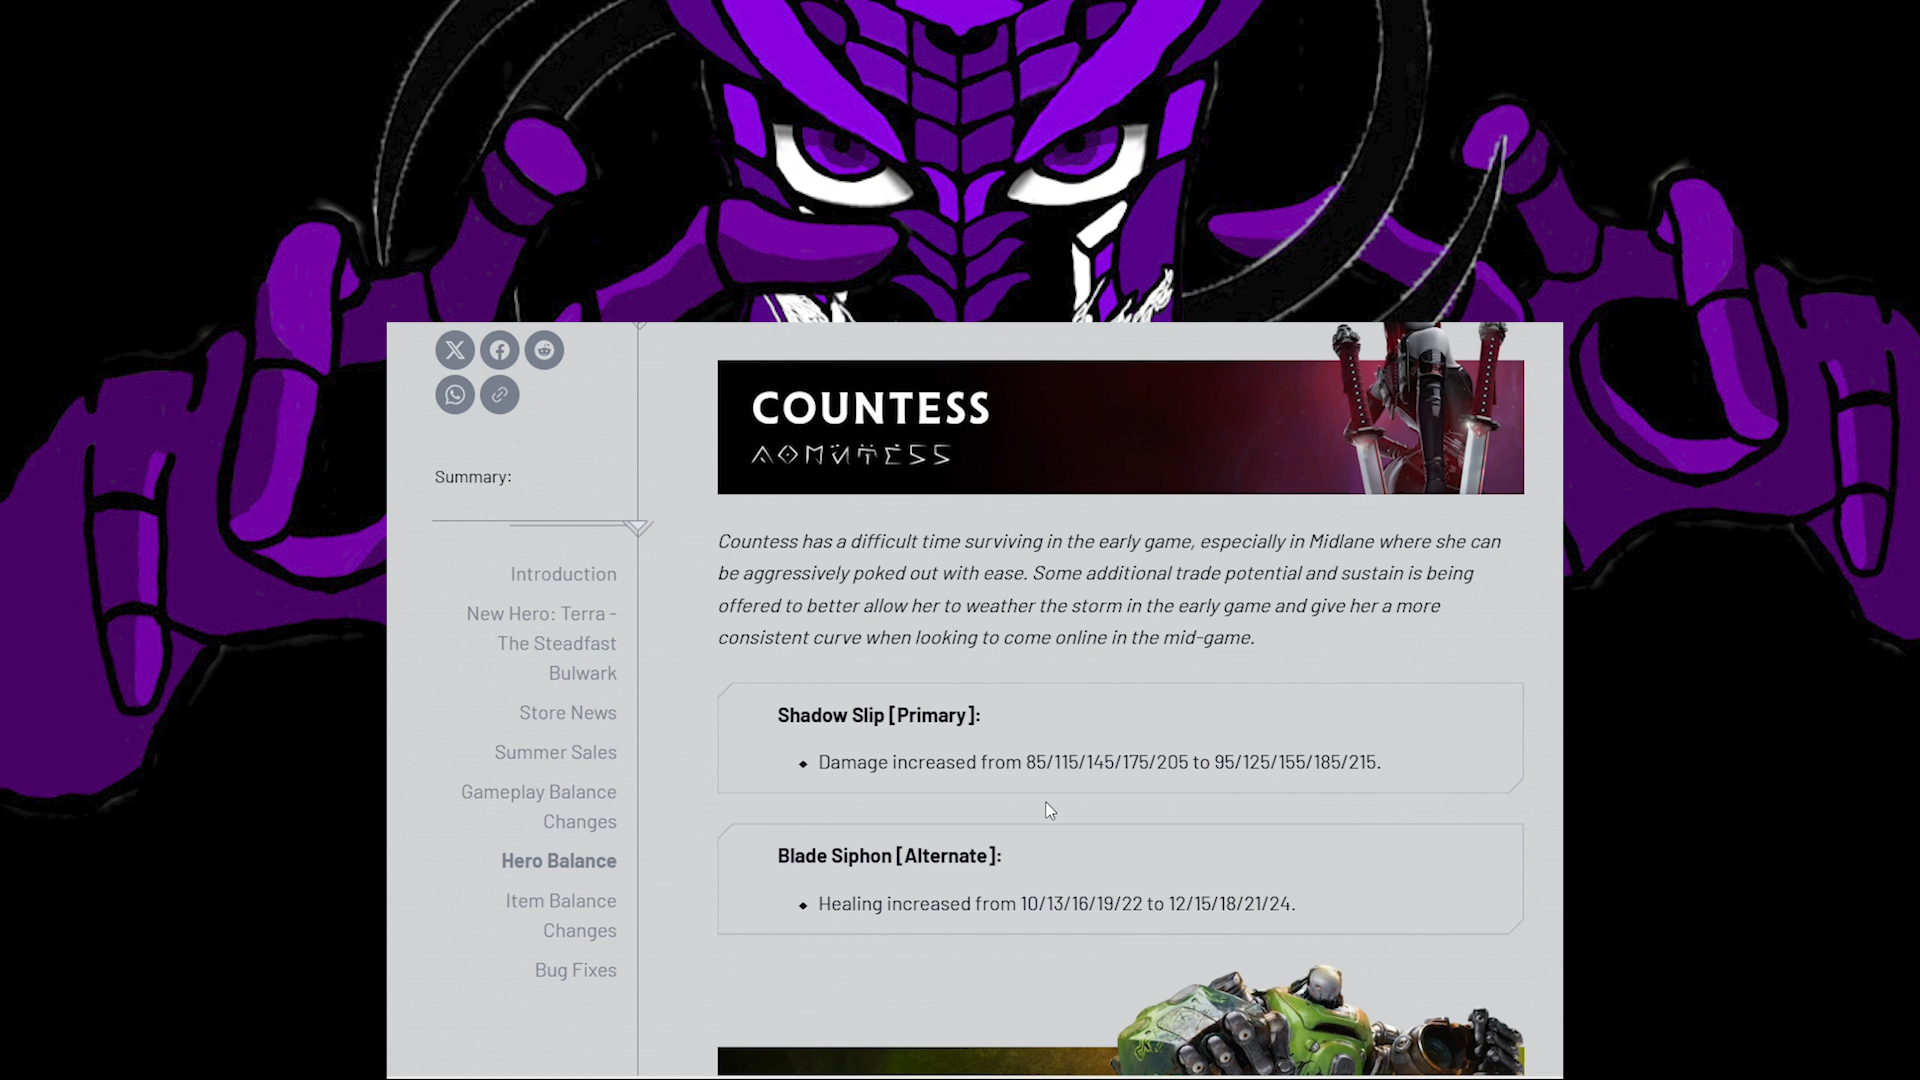 Summary:
Introduction
New Hero: Terra -
The Steadfast
Bulwark
Store News
Summer Sales
Gameplay Balance
Changes
Hero Balance
Item Balance
Changes
Bug Fixes
COUNTESS
Countess has a difficult time surviving in the early game, especially in Midlane where she can
be aggressively poked out with ease. Some additional trade potential and sustain is being
offered to better allow her to weather the storm in the early game and give her a more
consistent curve when looking to come online in the mid-game.
Shadow Slip [Primary]:
Damage increased from 85/115/145/175/205 to 95/125/155/185/215.
Blade Siphon [Alternate]:
Healing increased from 10/13/16/19/22 to 12/15/18/21/24.